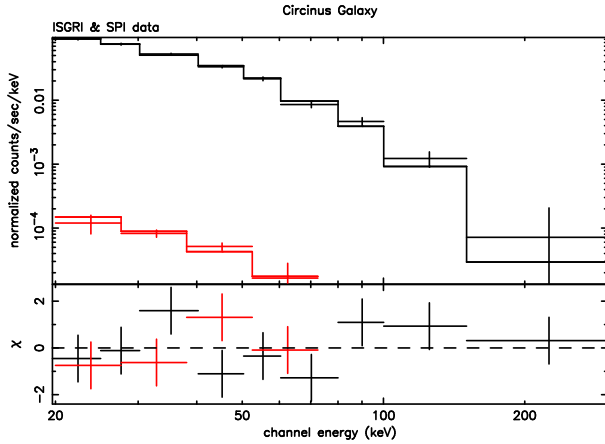 Circinus Galaxy
ISGRI & SPI data
normalized counts/sec/keV
0.01
10⁻³
10⁻⁴
χ
2
0
−2
20
50
100
200
channel energy (keV)